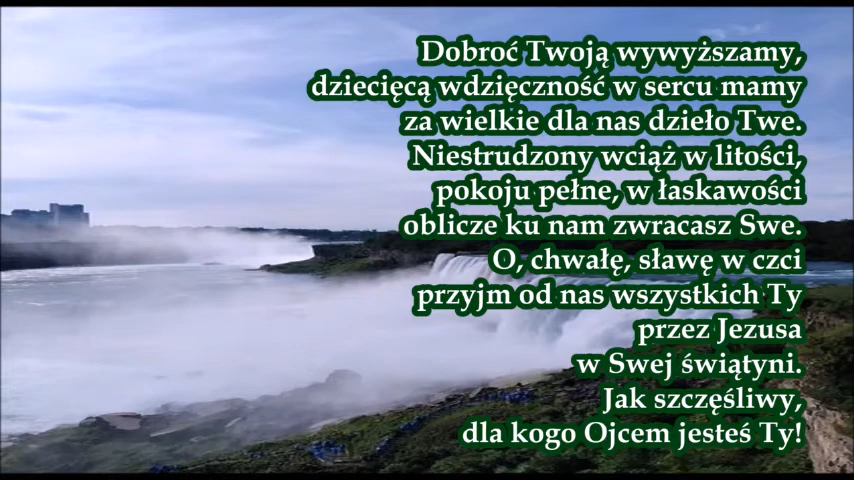 Dobroć Twoją wywyższamy,
dziecięcą wdzięczność w sercu mamy
za wielkie dla nas dzieło Twe.
Niestrudzony wciąż w litości,
pokoju pełne, w łaskawości
oblicze ku nam zwracasz Swe.
O, chwałę, sławę w czci
przyjm od nas wszystkich Ty
przez Jezusa
w Swej świątyni.
Jak szczęśliwy,
dla kogo Ojcem jesteś Ty!